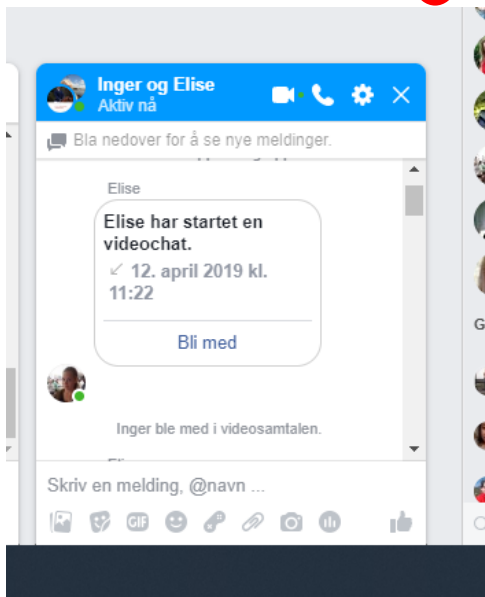 Inger og Elise
Aktiv nå
Bla nedover for å se nye meldinger.
Elise
Elise har startet en
videochat.
12. april 2019 kl.
11:22
Bli med
Inger ble med i videosamtalen.
Skriv en melding, @navn ...
GIF
G